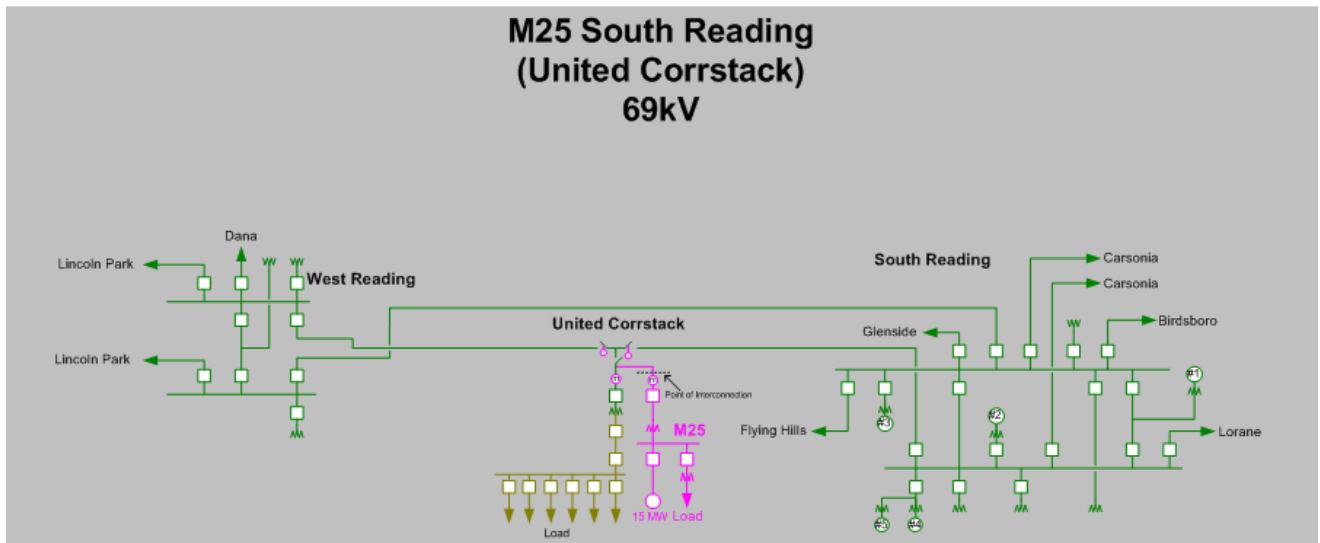 M25 South Reading
(United Corrstack)
69kV
Dana
Lincoln Park
West Reading
South Reading
Carsonia
Carsonia
United Corrstack
Glenside
Birdsboro
Lincoln Park
#1
Point of Interconnection
#2
#3
Flying Hills
M25
Lorane
15 MW Load
#5
#4
Load